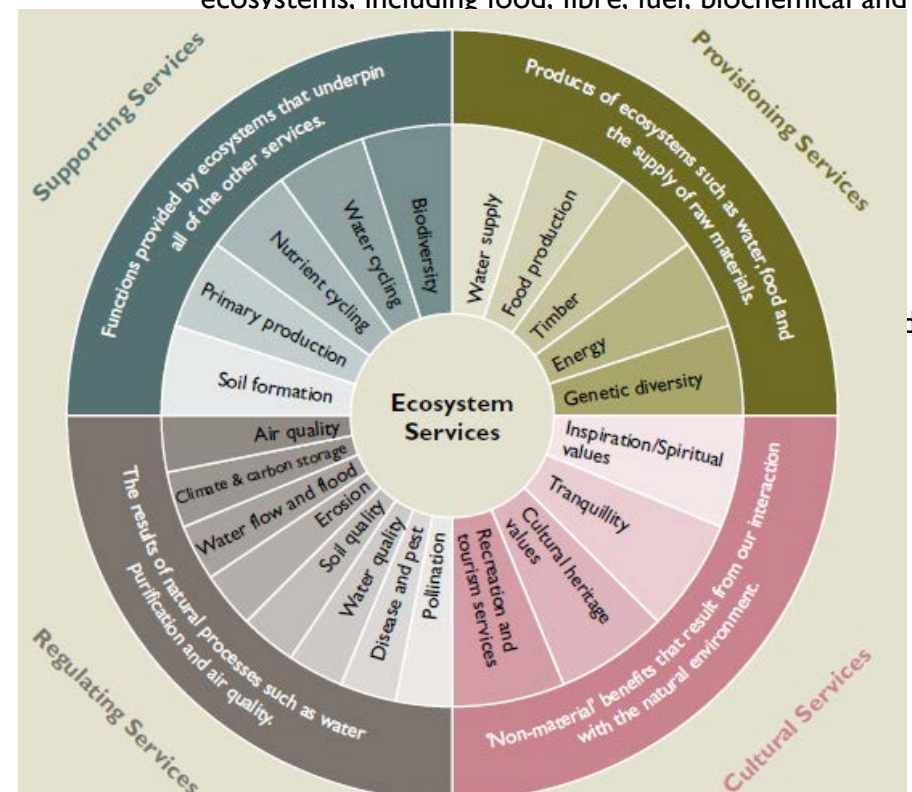 ecosystems, including food, fibre, fuel, biochemical and
Supporting Services
Functions provided by ecosystems that underpin
all of the other services.
Provisioning Services
Products of ecosystems such as water, food and
the supply of raw materials.
Soil formation
Primary production
Nutrient cycling
Water cycling
Biodiversity
Water supply
Food production
Timber
Energy
Genetic diversity
Ecosystem
Services
Air quality
Climate & carbon storage
Water flow and flood
Erosion
Soil quality
Water quality
Disease and pest
Pollination
Inspiration/Spiritual
values
Tranquillity
Cultural heritage
values
Recreation and
tourism services
The results of natural processes such as water
purification and air quality.
Regulating Services
'Non-material' benefits that result from our interaction
with the natural environment.
Cultural Services